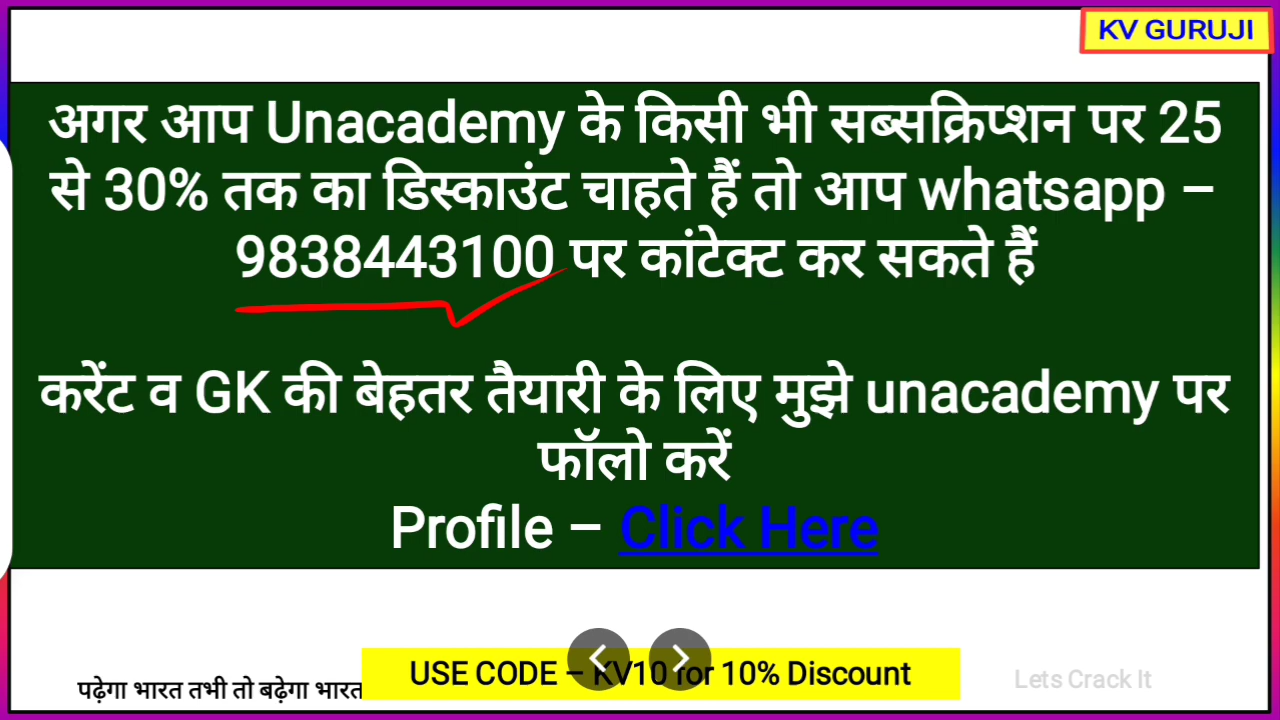 KV GURUJI
अगर आप Unacademy के किसी भी सब्सक्रिप्शन पर 25
से 30% तक का डिस्काउंट चाहते हैं तो आप whatsapp –
9838443100 पर कांटेक्ट कर सकते हैं
करेंट व GK की बेहतर तैयारी के लिए मुझे unacademy पर
फॉलो करें
Profile – Click Here
USE CODE – KV10 for 10% Discount
पढ़ेगा भारत तभी तो बढ़ेगा भारत
Lets Crack It